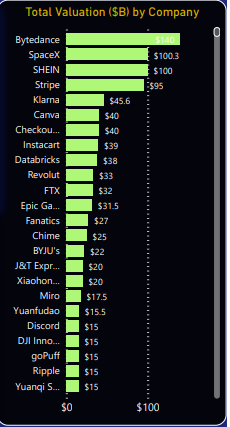 Total Valuation ($B) by Company
Bytedance $140
SpaceX $100.3
SHEIN $100
Stripe $95
Klarna $45.6
Canva $40
Checkou... $40
Instacart $39
Databricks $38
Revolut $33
FTX $32
Epic Ga... $31.5
Fanatics $27
Chime $25
BYJU's $22
J&T Expr... $20
Xiaohon... $20
Miro $17.5
Yuanfudao $15.5
Discord $15
DJI Inno... $15
goPuff $15
Ripple $15
Yuanqi S... $15
$0 $100